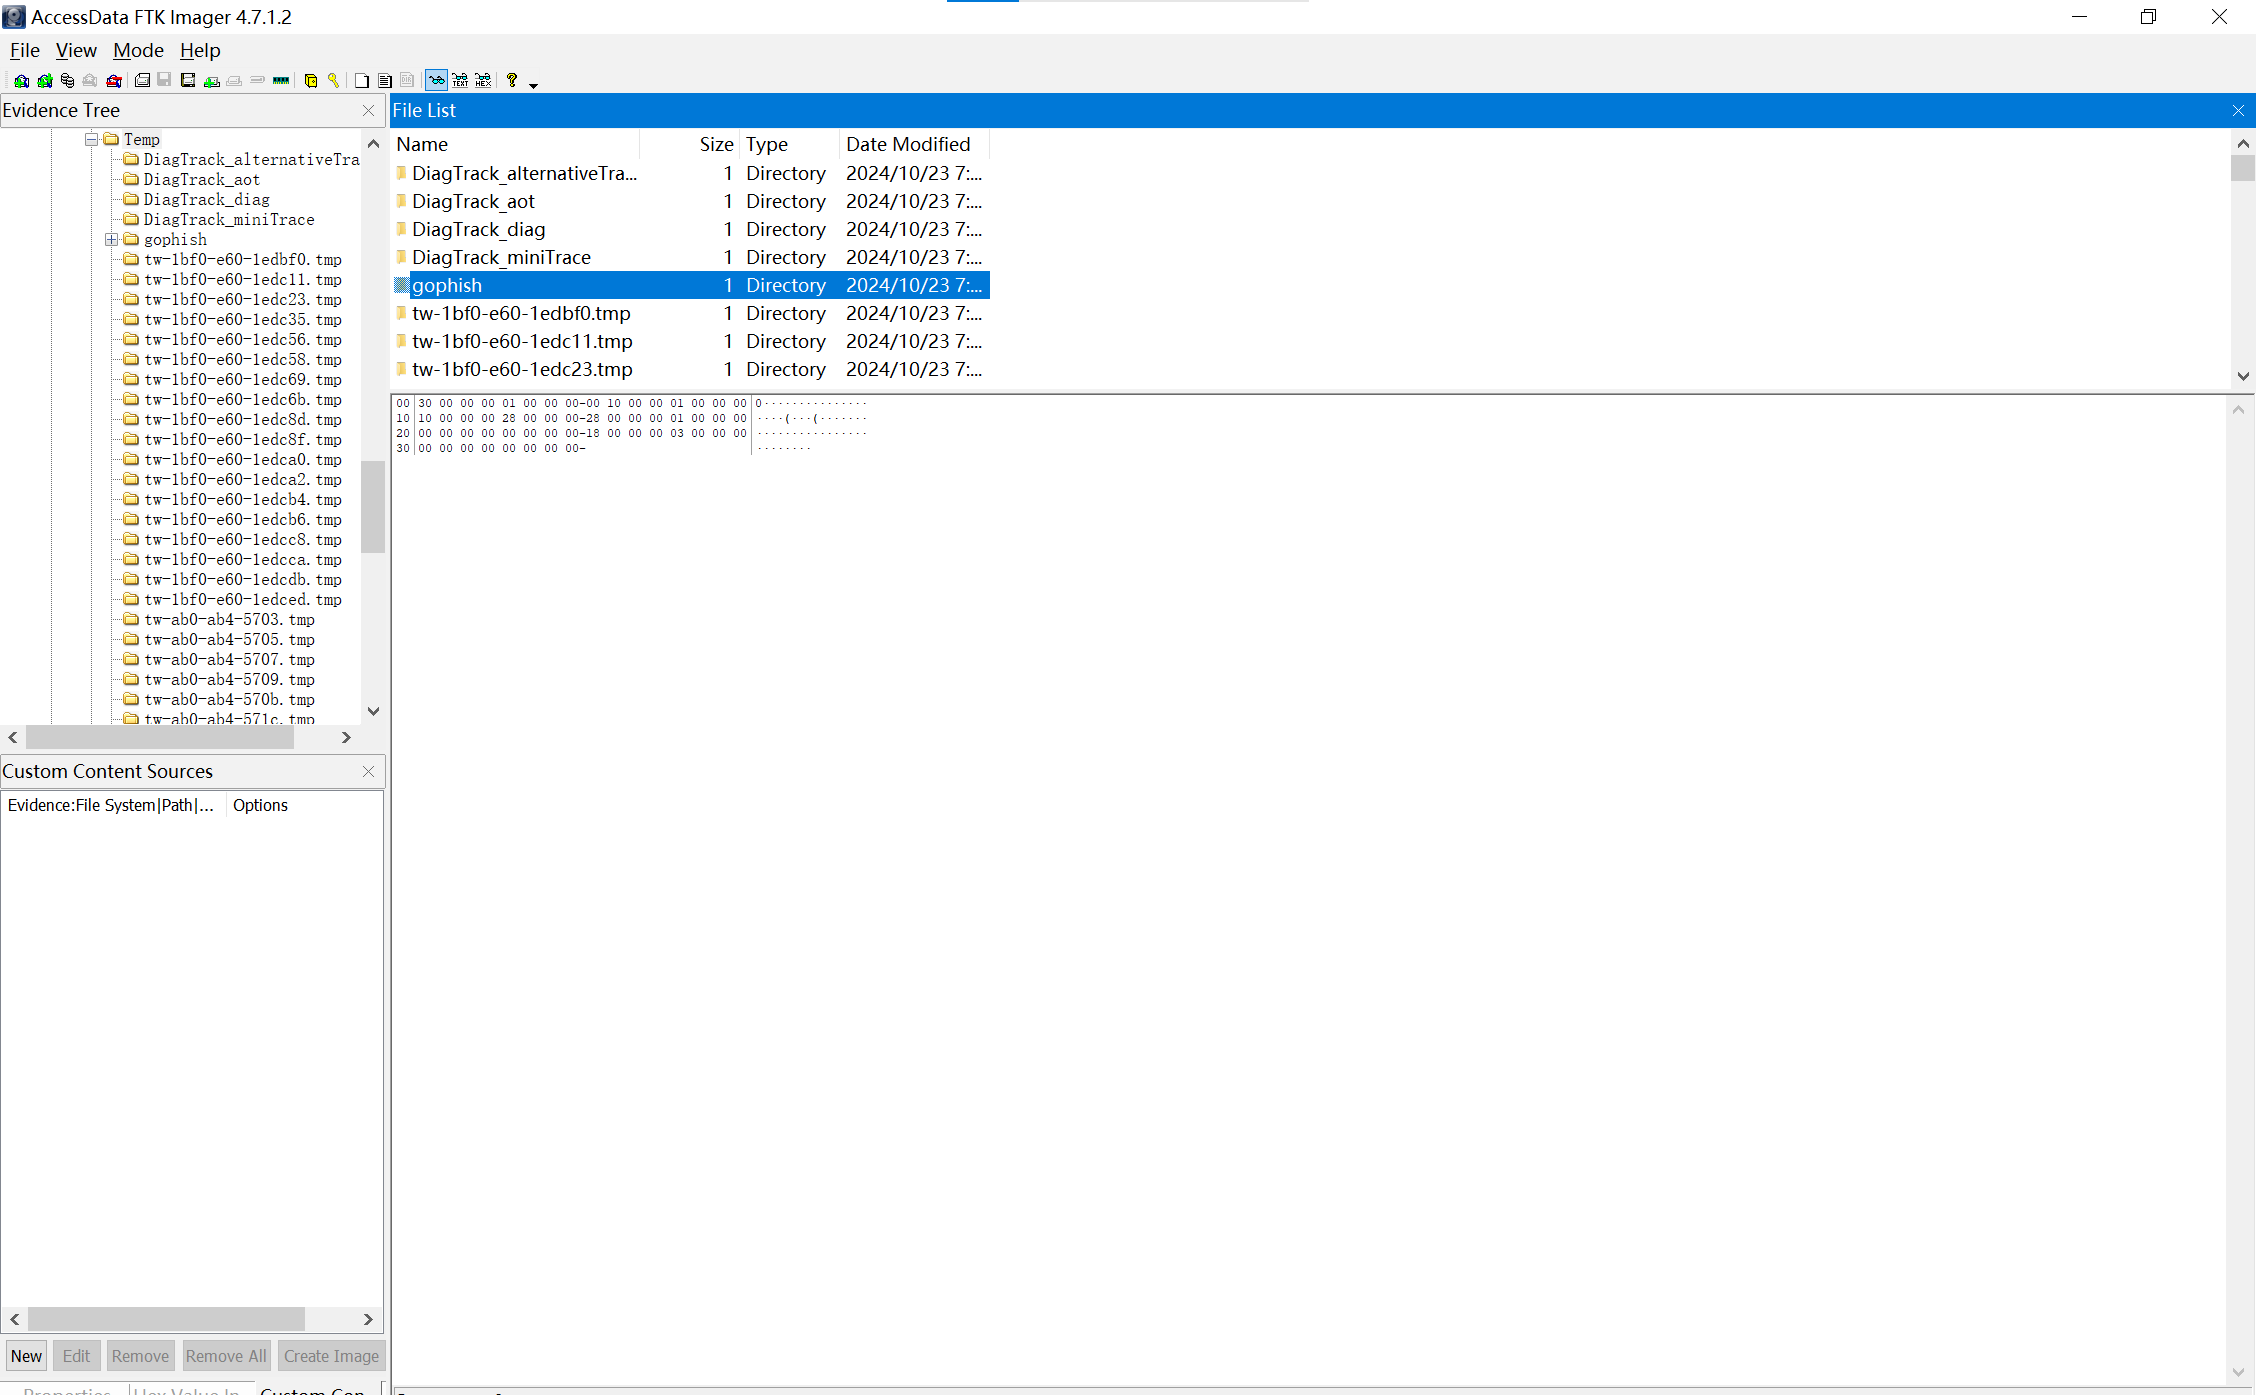 AccessData FTK Imager 4.7.1.2
File View Mode Help
TEXT HEX
Evidence Tree
Temp
DiagTrack_alternativeTra
DiagTrack_aot
DiagTrack_diag
DiagTrack_miniTrace
gophish
tw-1bf0-e60-1edbf0.tmp
tw-1bf0-e60-1edc11.tmp
tw-1bf0-e60-1edc23.tmp
tw-1bf0-e60-1edc35.tmp
tw-1bf0-e60-1edc56.tmp
tw-1bf0-e60-1edc58.tmp
tw-1bf0-e60-1edc69.tmp
tw-1bf0-e60-1edc6b.tmp
tw-1bf0-e60-1edc8d.tmp
tw-1bf0-e60-1edc8f.tmp
tw-1bf0-e60-1edca0.tmp
tw-1bf0-e60-1edca2.tmp
tw-1bf0-e60-1edcb4.tmp
tw-1bf0-e60-1edcb6.tmp
tw-1bf0-e60-1edcc8.tmp
tw-1bf0-e60-1edcca.tmp
tw-1bf0-e60-1edcdb.tmp
tw-1bf0-e60-1edced.tmp
tw-ab0-ab4-5703.tmp
tw-ab0-ab4-5705.tmp
tw-ab0-ab4-5707.tmp
tw-ab0-ab4-5709.tmp
tw-ab0-ab4-570b.tmp
tw-ab0-ab4-571c.tmp
Custom Content Sources
Evidence:File System|Path|... Options
New Edit Remove Remove All Create Image
Properties Hex Value In Custom Con
File List
Name Size Type Date Modified
DiagTrack_alternativeTra... 1 Directory 2024/10/23 7:...
DiagTrack_aot 1 Directory 2024/10/23 7:...
DiagTrack_diag 1 Directory 2024/10/23 7:...
DiagTrack_miniTrace 1 Directory 2024/10/23 7:...
gophish 1 Directory 2024/10/23 7:...
tw-1bf0-e60-1edbf0.tmp 1 Directory 2024/10/23 7:...
tw-1bf0-e60-1edc11.tmp 1 Directory 2024/10/23 7:...
tw-1bf0-e60-1edc23.tmp 1 Directory 2024/10/23 7:...
00 30 00 00 00 01 00 00 00-00 10 00 00 01 00 00 00 0···············
10 10 00 00 00 28 00 00 00-28 00 00 00 01 00 00 00 ····(···(·······
20 00 00 00 00 00 00 00 00-18 00 00 00 03 00 00 00 ················
30 00 00 00 00 00 00 00 00- ········